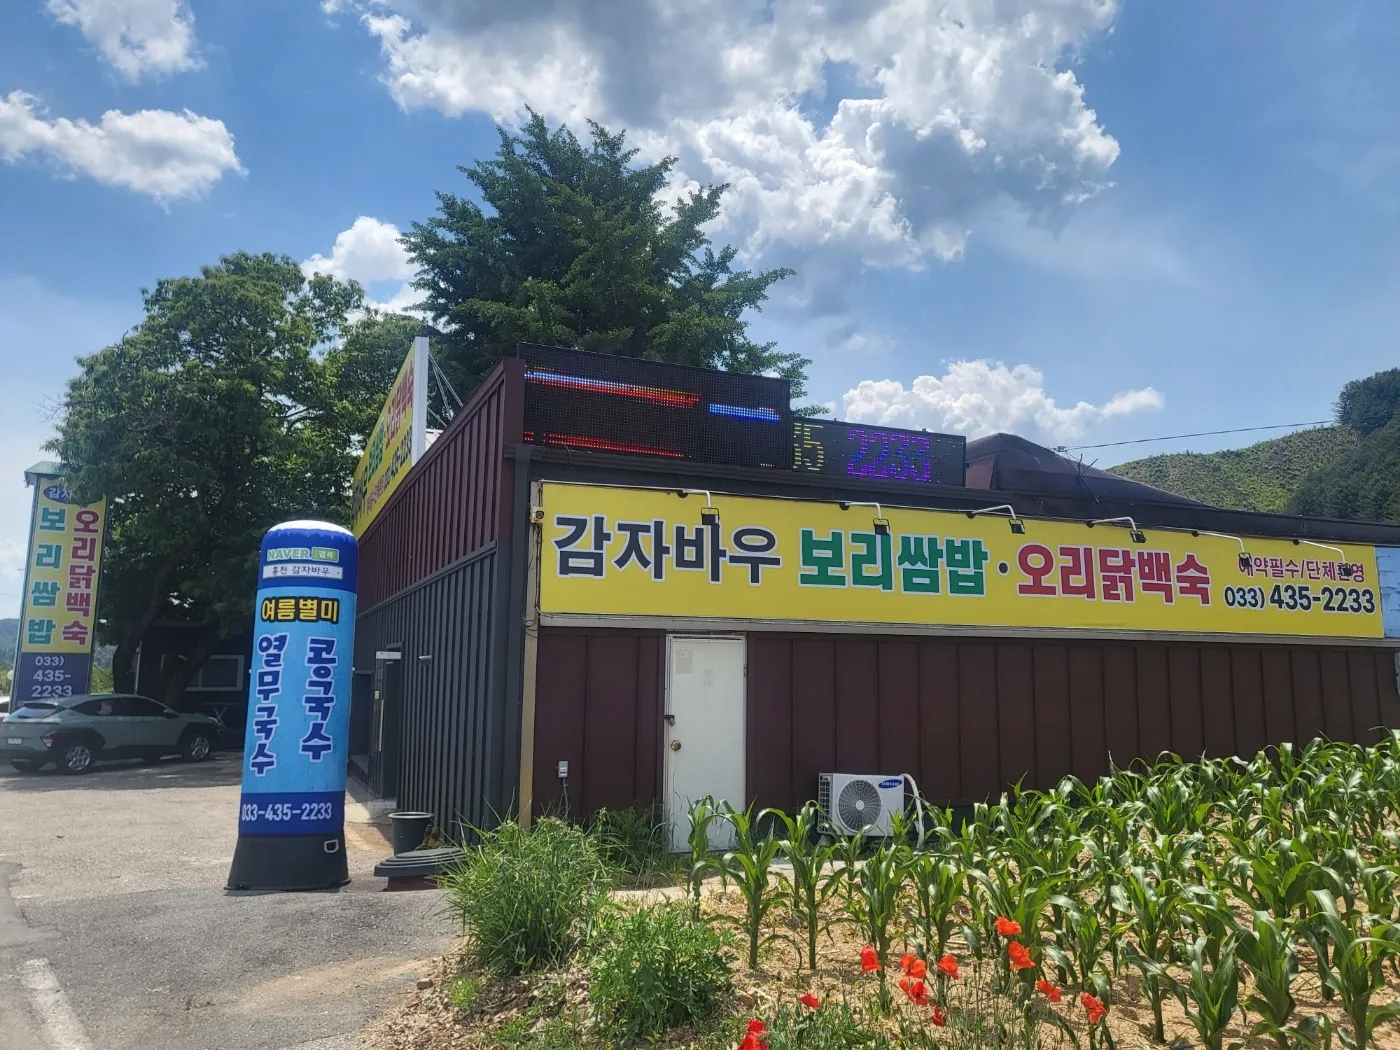 감자바우 보리쌈밥·오리닭백숙
예약필수/단체환영
033) 435-2233
2233
NAVER 검색
홍천 감자바우
여름별미
콩국수
열무국수
033-435-2233
오리닭백숙
보리쌈밥
033)
435-
2233
SAMSUNG